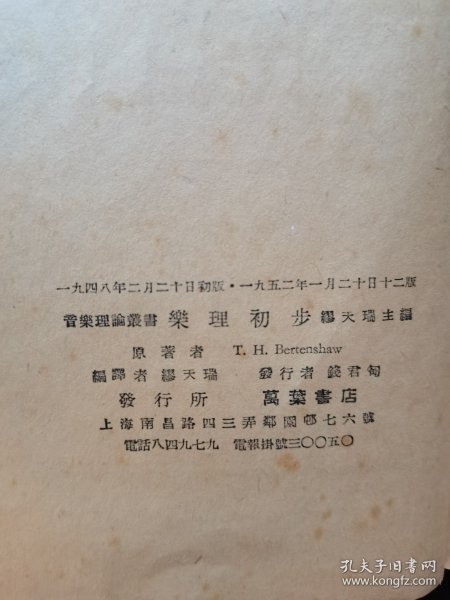 一九四八年二月二十日初版·一九五二年一月二十日十二版
音樂理論叢書 樂理初步 繆天瑞主編
原著者 T. H. Bertenshaw
編譯者 繆天瑞 發行者 錢君匋
發行所 萬葉書店
上海南昌路四三弄鄰園邨七六號
電話八四九七九 電報掛號三〇〇五〇
孔夫子旧书网
www.kongfz.com